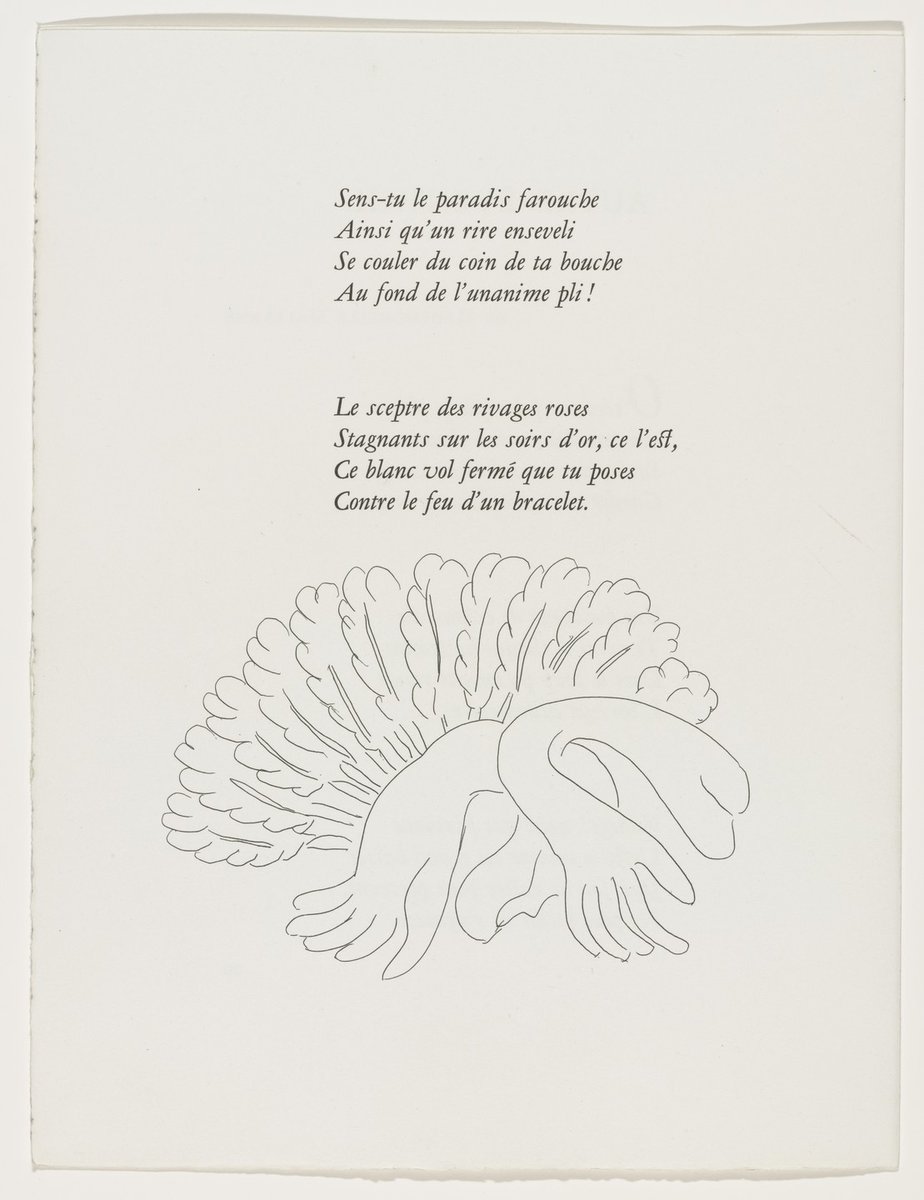 Sens-tu le paradis farouche
Ainsi qu'un rire enseveli
Se couler du coin de ta bouche
Au fond de l'unanime pli !
Le sceptre des rivages roses
Stagnants sur les soirs d'or, ce l'est,
Ce blanc vol fermé que tu poses
Contre le feu d'un bracelet.